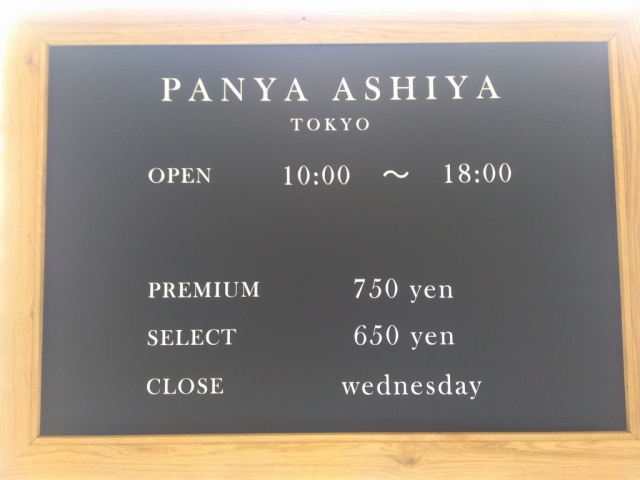 PANYA ASHIYA
TOKYO
OPEN 10:00 ～ 18:00
PREMIUM 750 yen
SELECT 650 yen
CLOSE wednesday